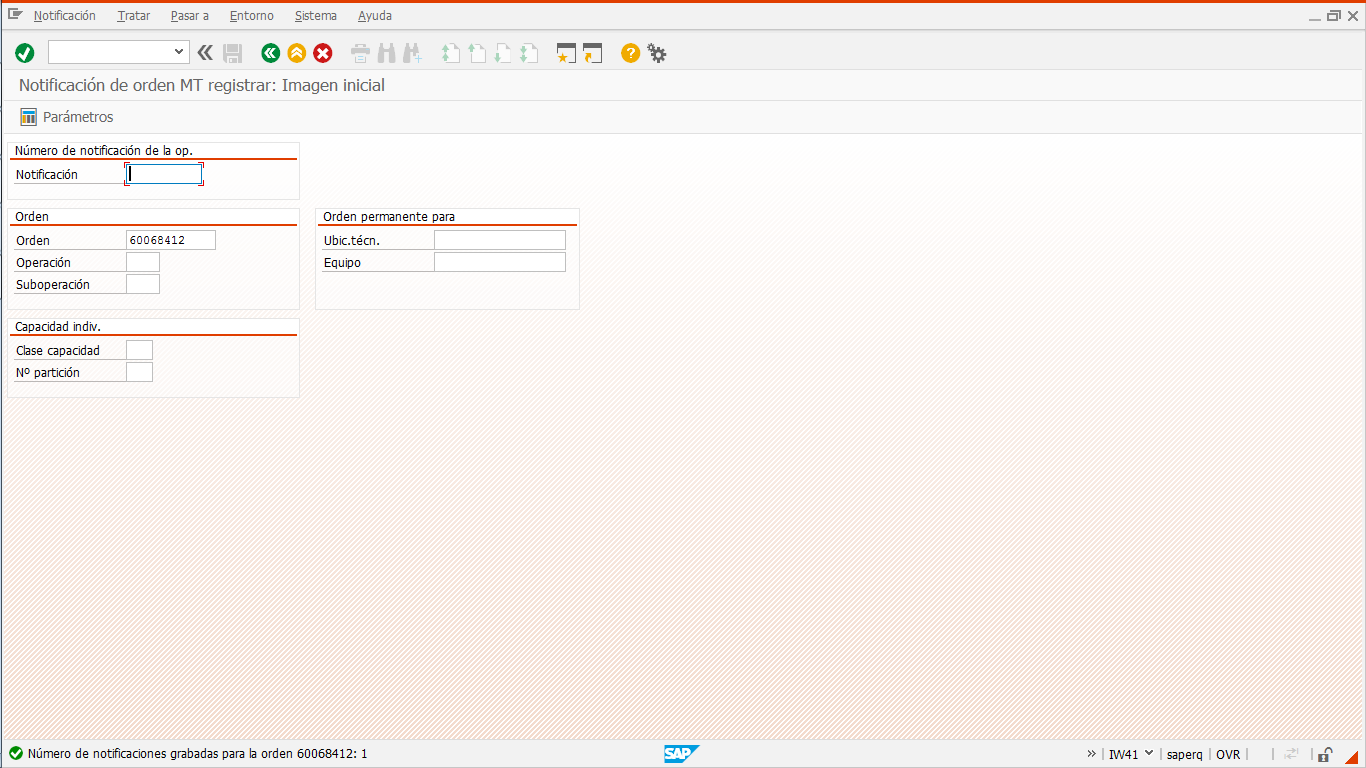 Notificación Tratar Pasar a Entorno Sistema Ayuda
Notificación de orden MT registrar: Imagen inicial
Parámetros
Número de notificación de la op.
Notificación
Orden
Orden 60068412
Operación
Suboperación
Orden permanente para
Ubic.técn.
Equipo
Capacidad indiv.
Clase capacidad
Nº partición
Número de notificaciones grabadas para la orden 60068412: 1
SAP
IW41 saperq OVR